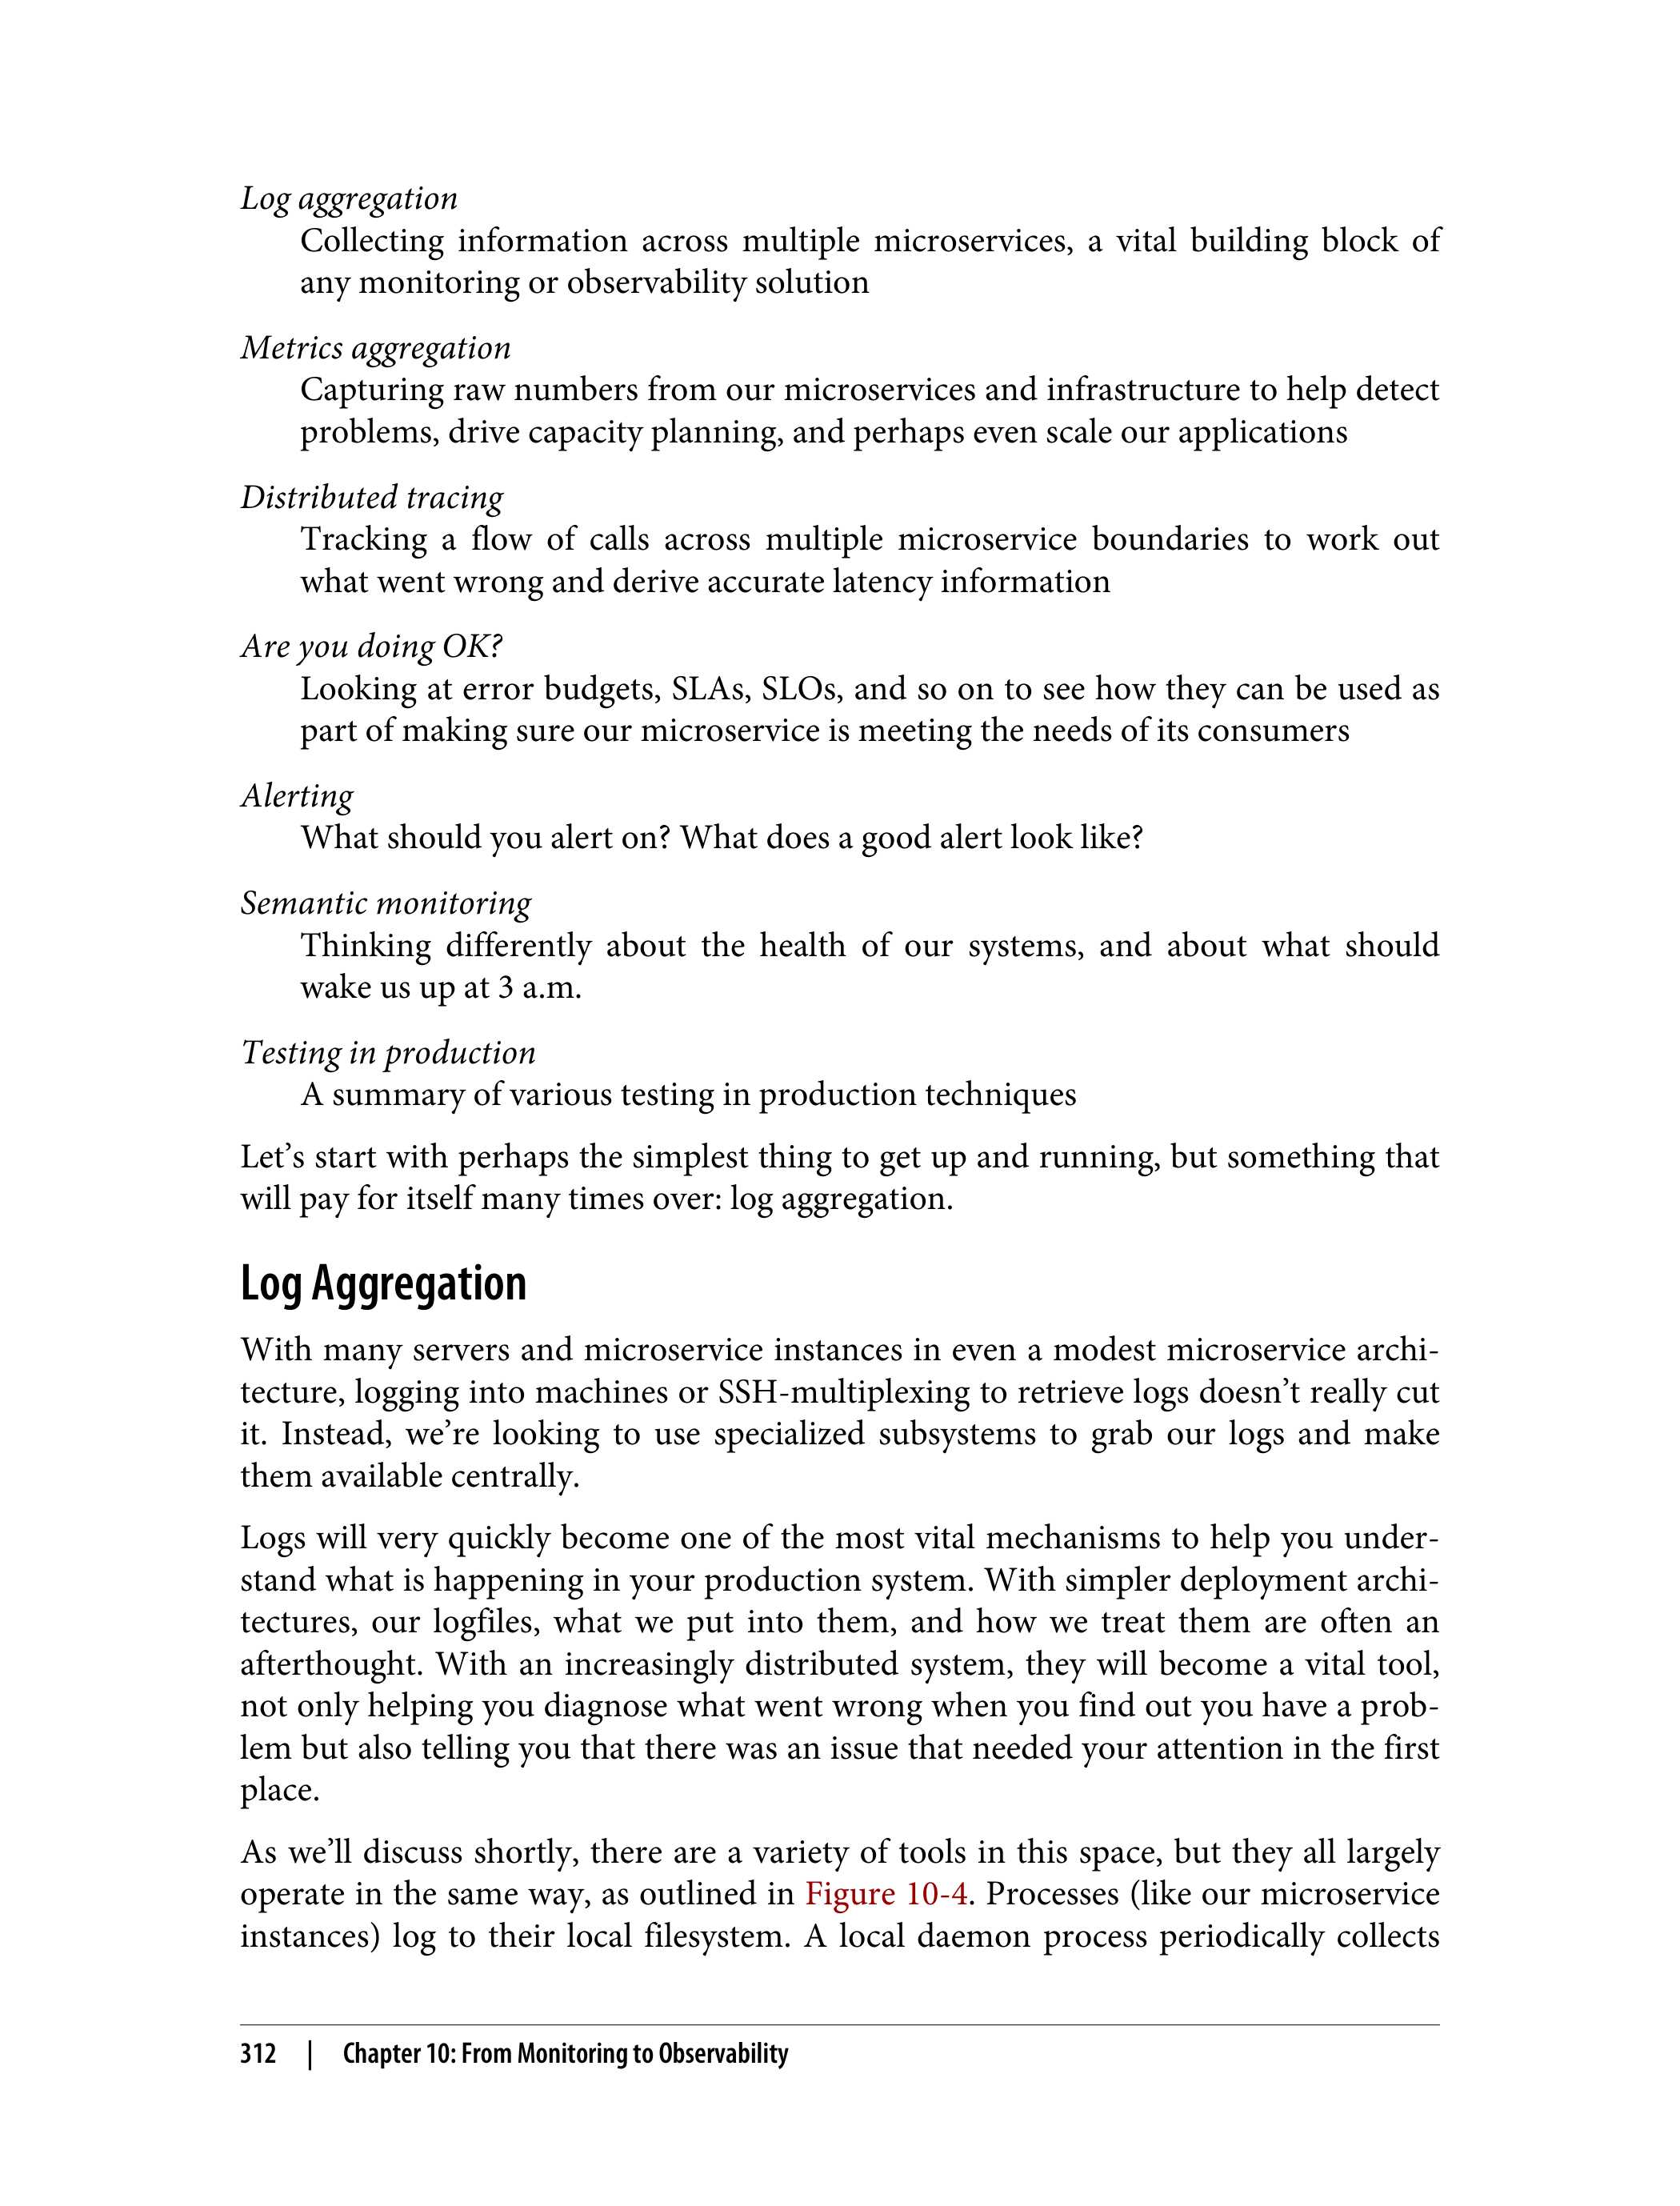 Log aggregation
Collecting information across multiple microservices, a vital building block of
any monitoring or observability solution
Metrics aggregation
Capturing raw numbers from our microservices and infrastructure to help detect
problems, drive capacity planning, and perhaps even scale our applications
Distributed tracing
Tracking a flow of calls across multiple microservice boundaries to work out
what went wrong and derive accurate latency information
Are you doing OK?
Looking at error budgets, SLAs, SLOs, and so on to see how they can be used as
part of making sure our microservice is meeting the needs of its consumers
Alerting
What should you alert on? What does a good alert look like?
Semantic monitoring
Thinking differently about the health of our systems, and about what should
wake us up at 3 a.m.
Testing in production
A summary of various testing in production techniques
Let’s start with perhaps the simplest thing to get up and running, but something that
will pay for itself many times over: log aggregation.
Log Aggregation
With many servers and microservice instances in even a modest microservice archi-
tecture, logging into machines or SSH-multiplexing to retrieve logs doesn’t really cut
it. Instead, we’re looking to use specialized subsystems to grab our logs and make
them available centrally.
Logs will very quickly become one of the most vital mechanisms to help you under-
stand what is happening in your production system. With simpler deployment archi-
tectures, our logfiles, what we put into them, and how we treat them are often an
afterthought. With an increasingly distributed system, they will become a vital tool,
not only helping you diagnose what went wrong when you find out you have a prob-
lem but also telling you that there was an issue that needed your attention in the first
place.
As we’ll discuss shortly, there are a variety of tools in this space, but they all largely
operate in the same way, as outlined in Figure 10-4. Processes (like our microservice
instances) log to their local filesystem. A local daemon process periodically collects
312 | Chapter 10: From Monitoring to Observability